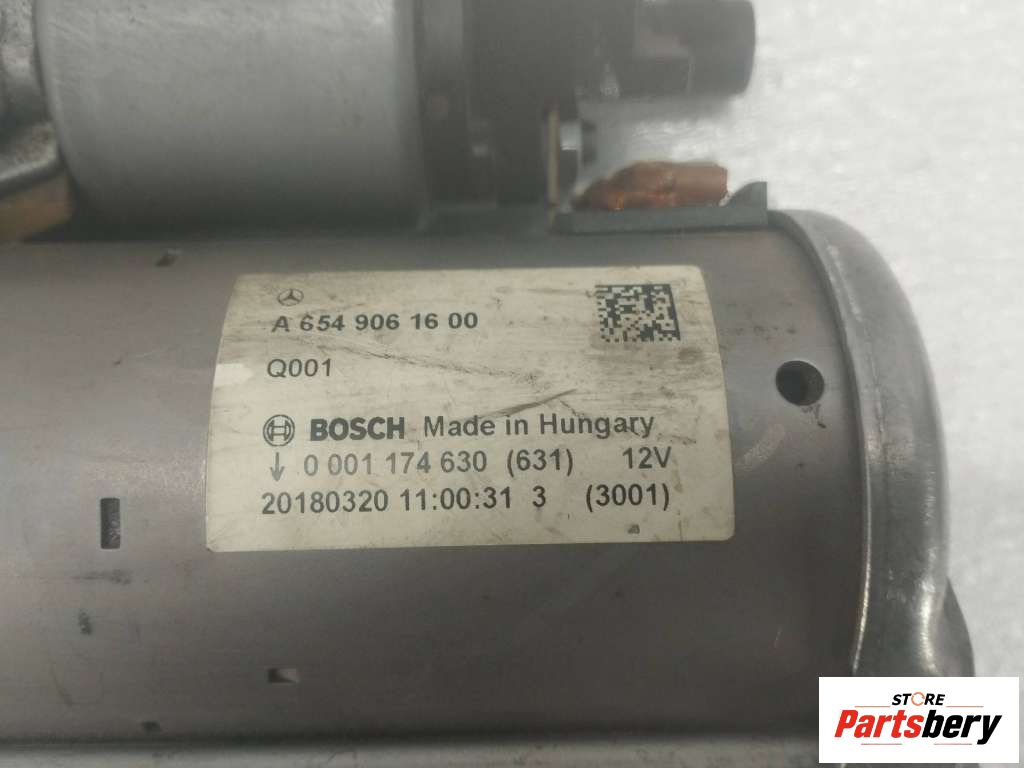 A 654 906 16 00
Q001
BOSCH Made in Hungary
↓ 0 001 174 630 (631) 12V
20180320 11:00:31 3 (3001)
STORE
Partsbery